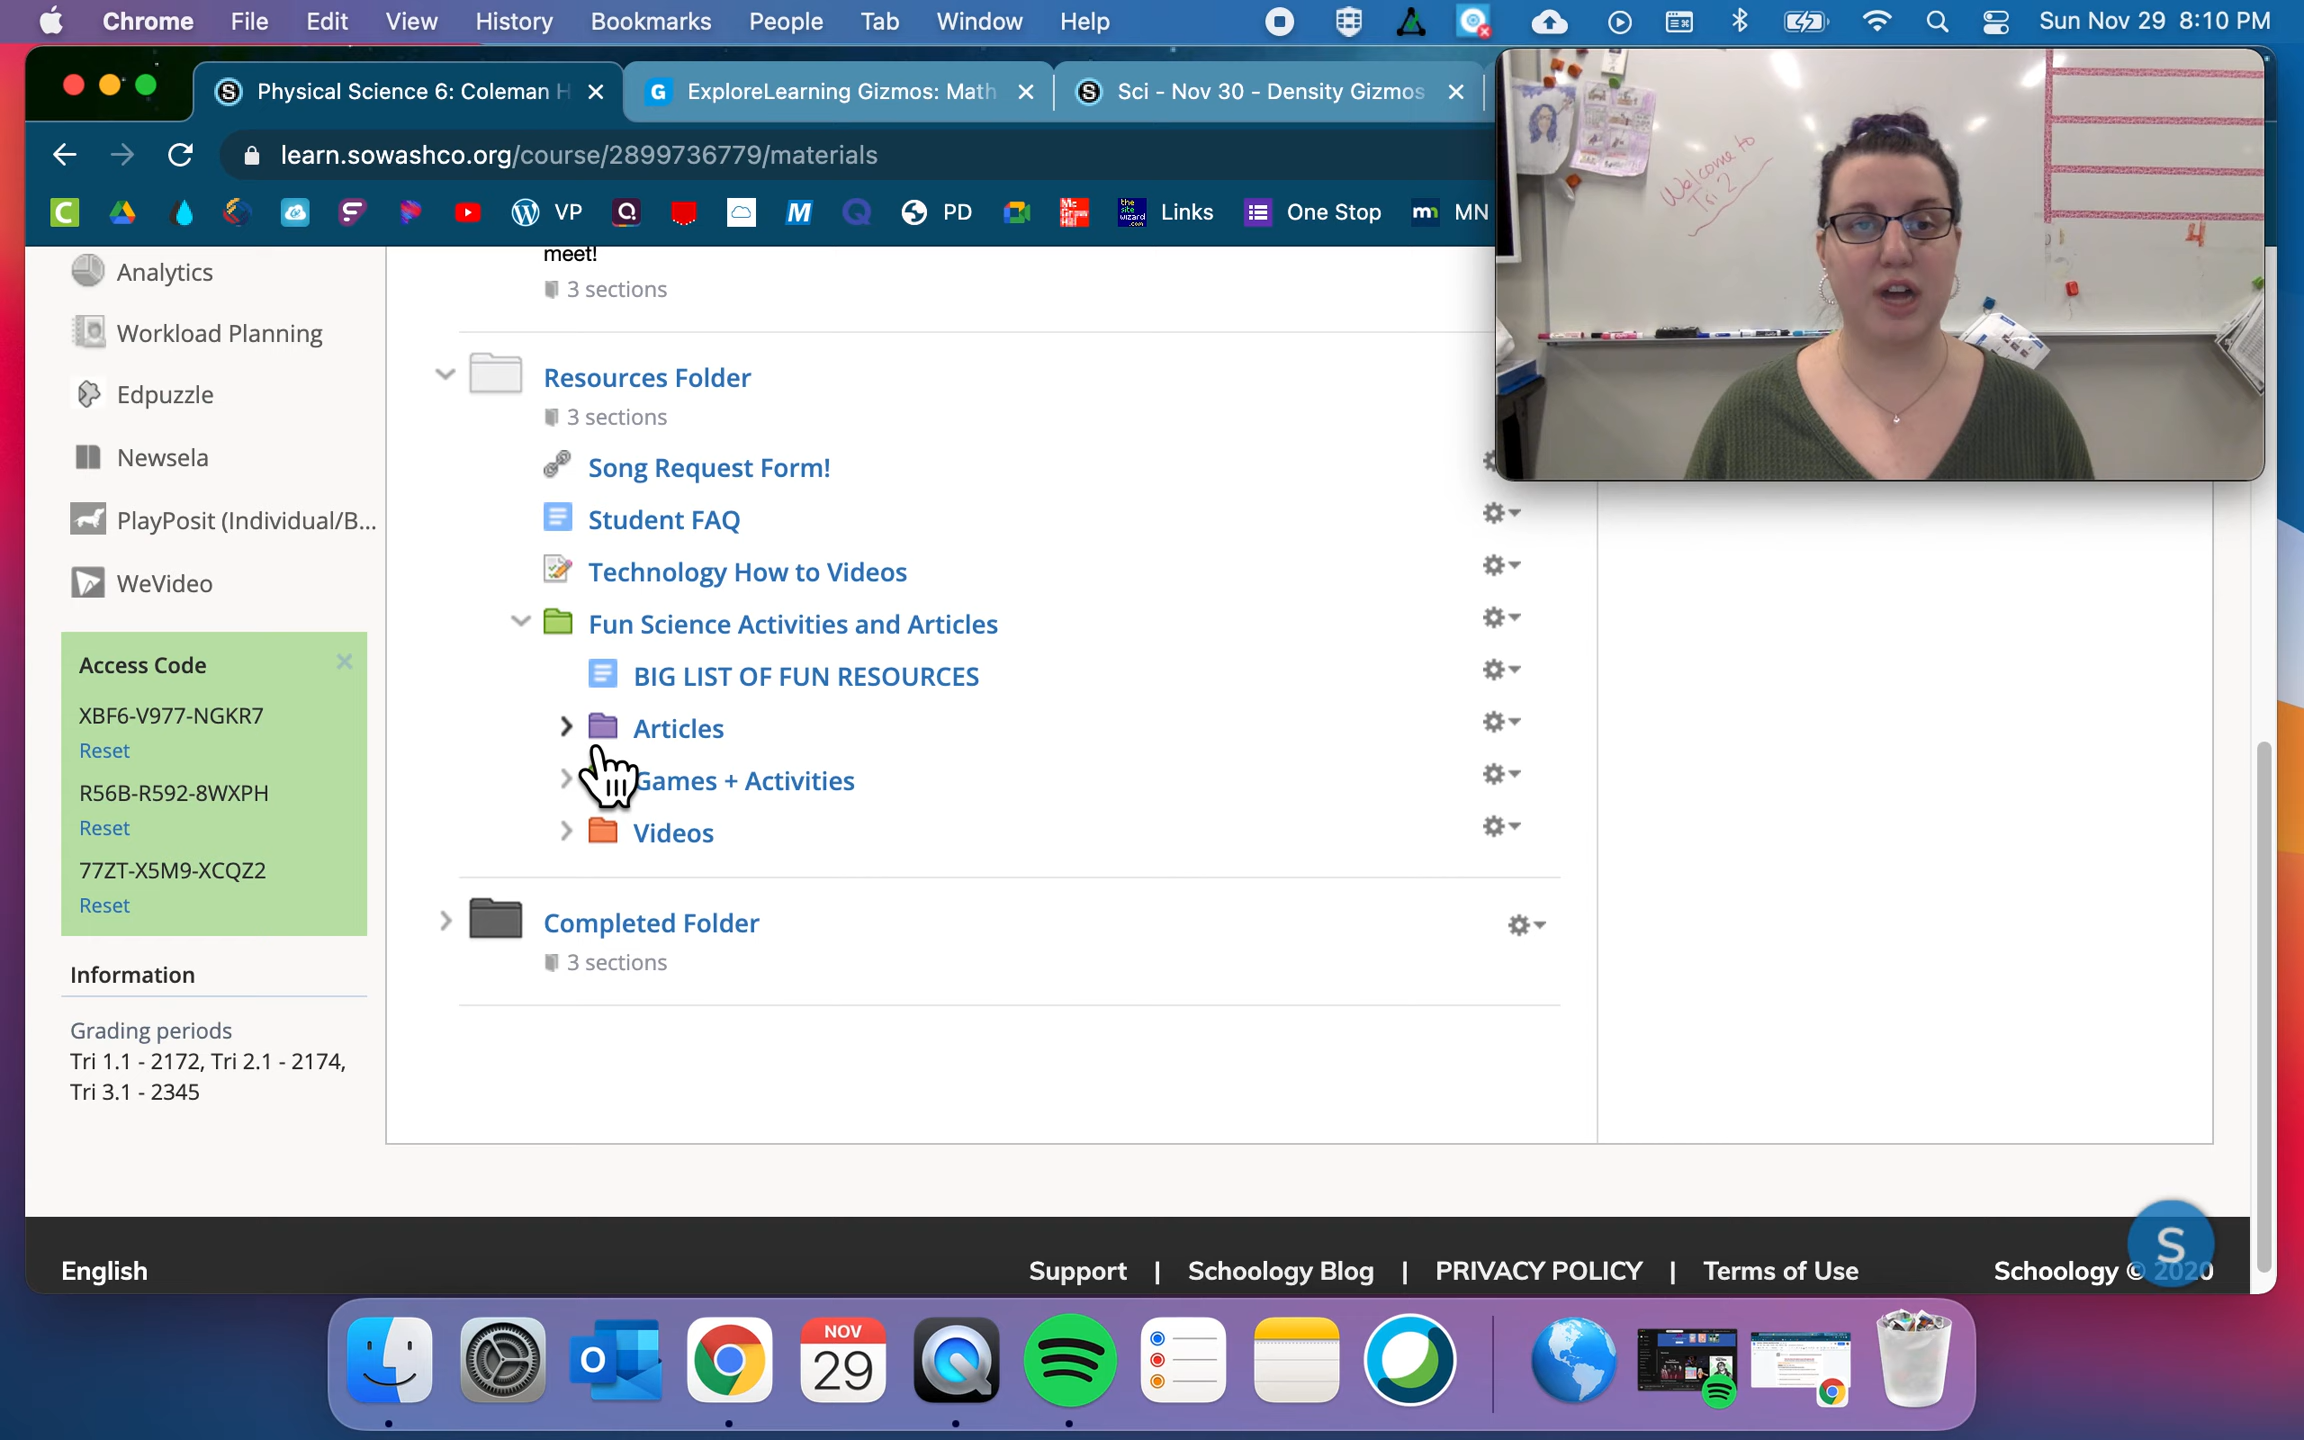 Chrome File Edit View History Bookmarks People Tab Window Help Sun Nov 29 8:10 PM
Physical Science 6: Coleman H
ExploreLearning Gizmos: Math
Sci - Nov 30 - Density Gizmos
learn.sowashco.org/course/2899736779/materials
VP PD Links One Stop MN
Welcome to
Tri 2
4
meet!
3 sections
Analytics
Workload Planning
Edpuzzle
Newsela
PlayPosit (Individual/B...
WeVideo
Access Code
XBF6-V977-NGKR7
Reset
R56B-R592-8WXPH
Reset
77ZT-X5M9-XCQZ2
Reset
Information
Grading periods
Tri 1.1 - 2172, Tri 2.1 - 2174,
Tri 3.1 - 2345
Resources Folder
3 sections
Song Request Form!
Student FAQ
Technology How to Videos
Fun Science Activities and Articles
BIG LIST OF FUN RESOURCES
Articles
Games + Activities
Videos
Completed Folder
3 sections
English
Support | Schoology Blog | PRIVACY POLICY | Terms of Use
Schoology © 2020
S
NOV
29